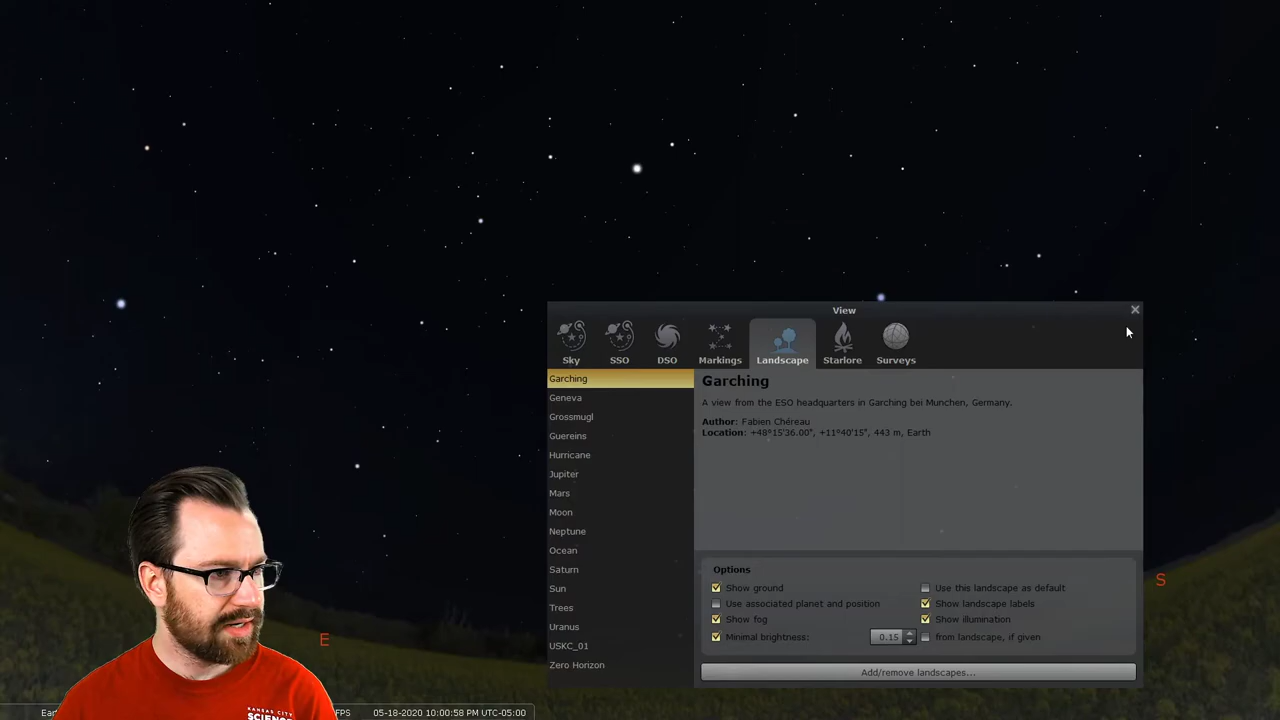 View
Sky SSO DSO Markings Landscape Starlore Surveys
Garching
Geneva
Grossmugl
Guereins
Hurricane
Jupiter
Mars
Moon
Neptune
Ocean
Saturn
Sun
Trees
Uranus
USKC_01
Zero Horizon
Garching
A view from the ESO headquarters in Garching bei Munchen, Germany.
Author: Fabien Chéreau
Location: +48°15'36.00", +11°40'15", 443 m, Earth
Options
Show ground
Use this landscape as default
Use associated planet and position
Show landscape labels
Show fog
Show illumination
Minimal brightness: 0.15
from landscape, if given
Add/remove landscapes...
S
E
FPS 05-18-2020 10:00:58 PM UTC-05:00
KANSAS CITY
SCIENCE